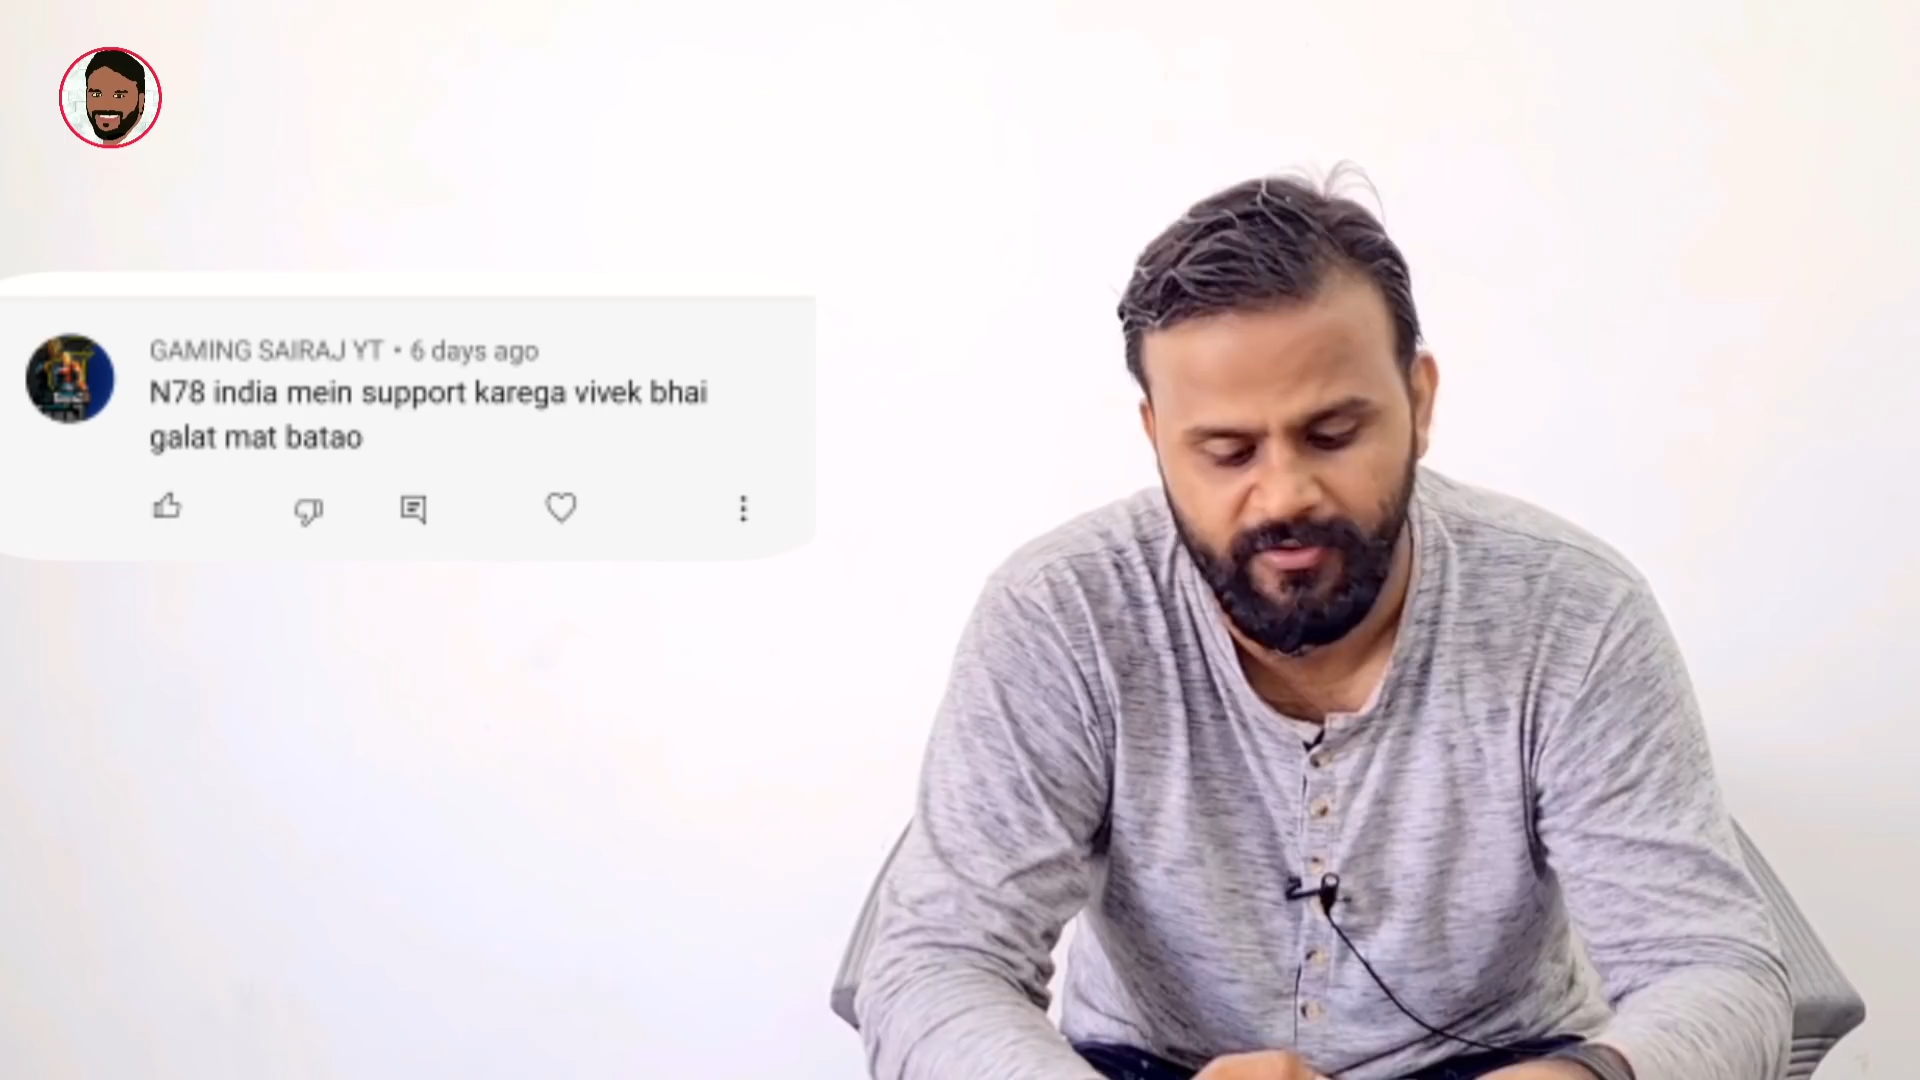 GAMING SAIRAJ YT • 6 days ago
N78 india mein support karega vivek bhai
galat mat batao